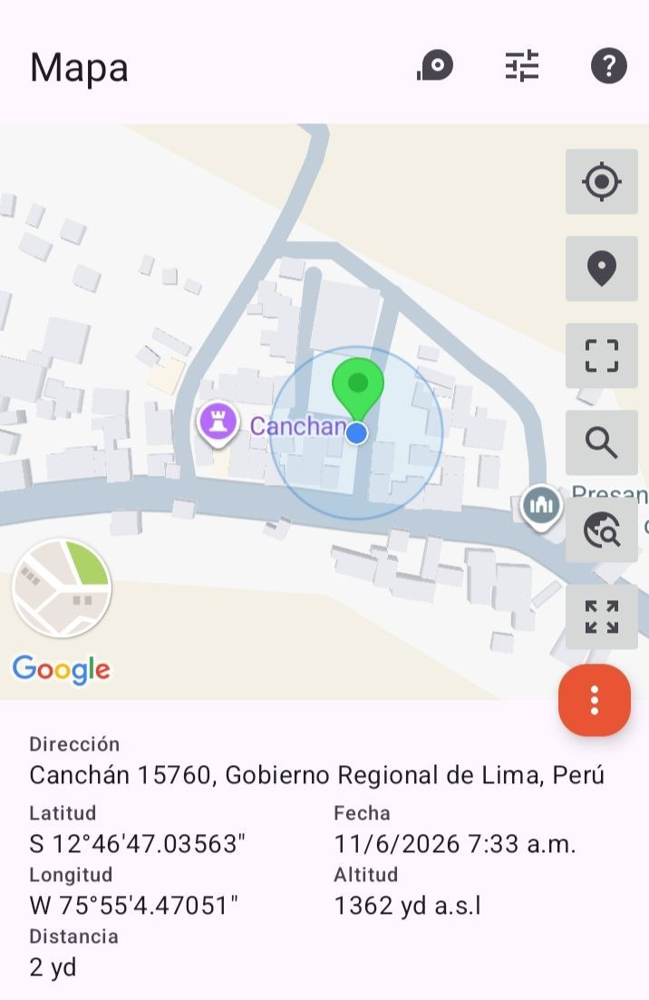 Mapa
Canchan
Presan
Google
Dirección
Canchán 15760, Gobierno Regional de Lima, Perú
Latitud
S 12°46'47.03563"
Fecha
11/6/2026 7:33 a.m.
Longitud
W 75°55'4.47051"
Altitud
1362 yd a.s.l
Distancia
2 yd